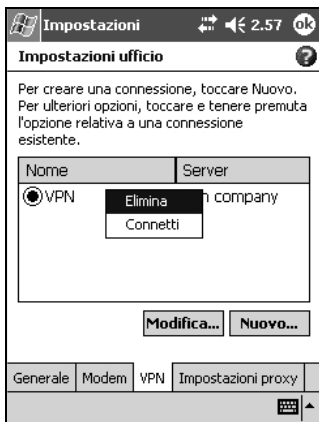 Impostazioni 2.57 ok
Impostazioni ufficio ?
Per creare una connessione, toccare Nuovo.
Per ulteriori opzioni, toccare e tenere premuta
l'opzione relativa a una connessione
esistente.
Nome Server
VPN Elimina company
Connetti
Modifica... Nuovo...
Generale Modem VPN Impostazioni proxy